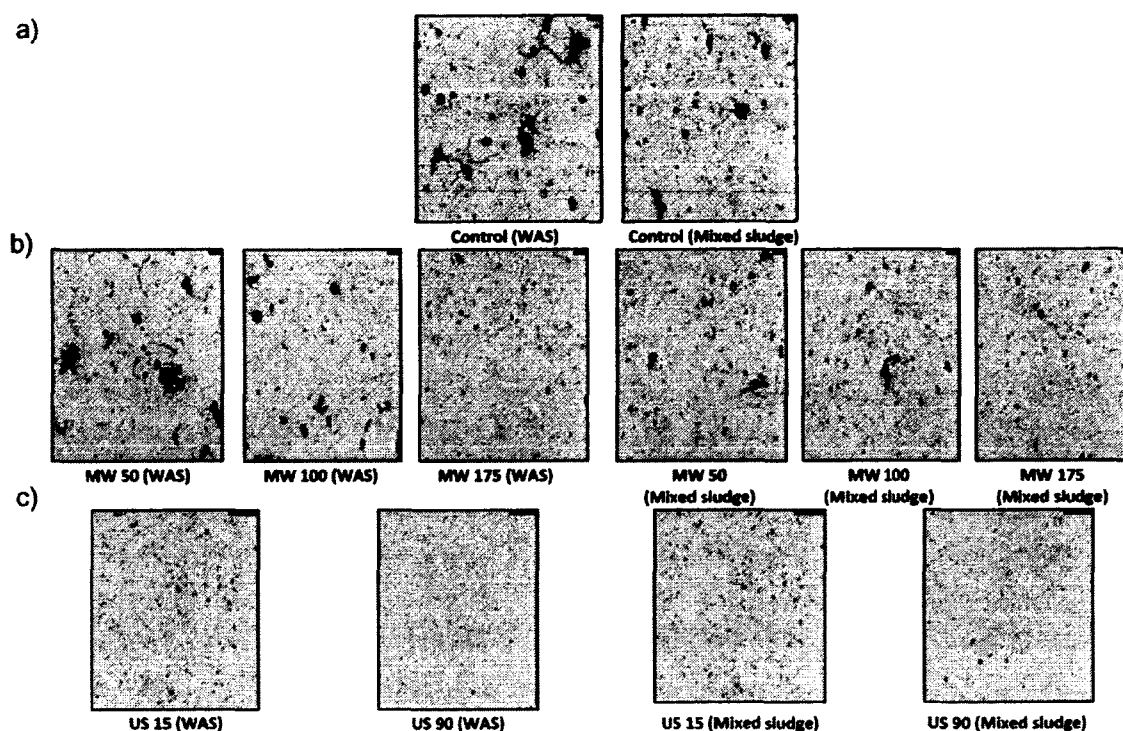 a)
Control (WAS) Control (Mixed sludge)
b)
MW 50 (WAS) MW 100 (WAS) MW 175 (WAS) MW 50 MW 100 MW 175
(Mixed sludge) (Mixed sludge) (Mixed sludge)
c)
US 15 (WAS) US 90 (WAS) US 15 (Mixed sludge) US 90 (Mixed sludge)